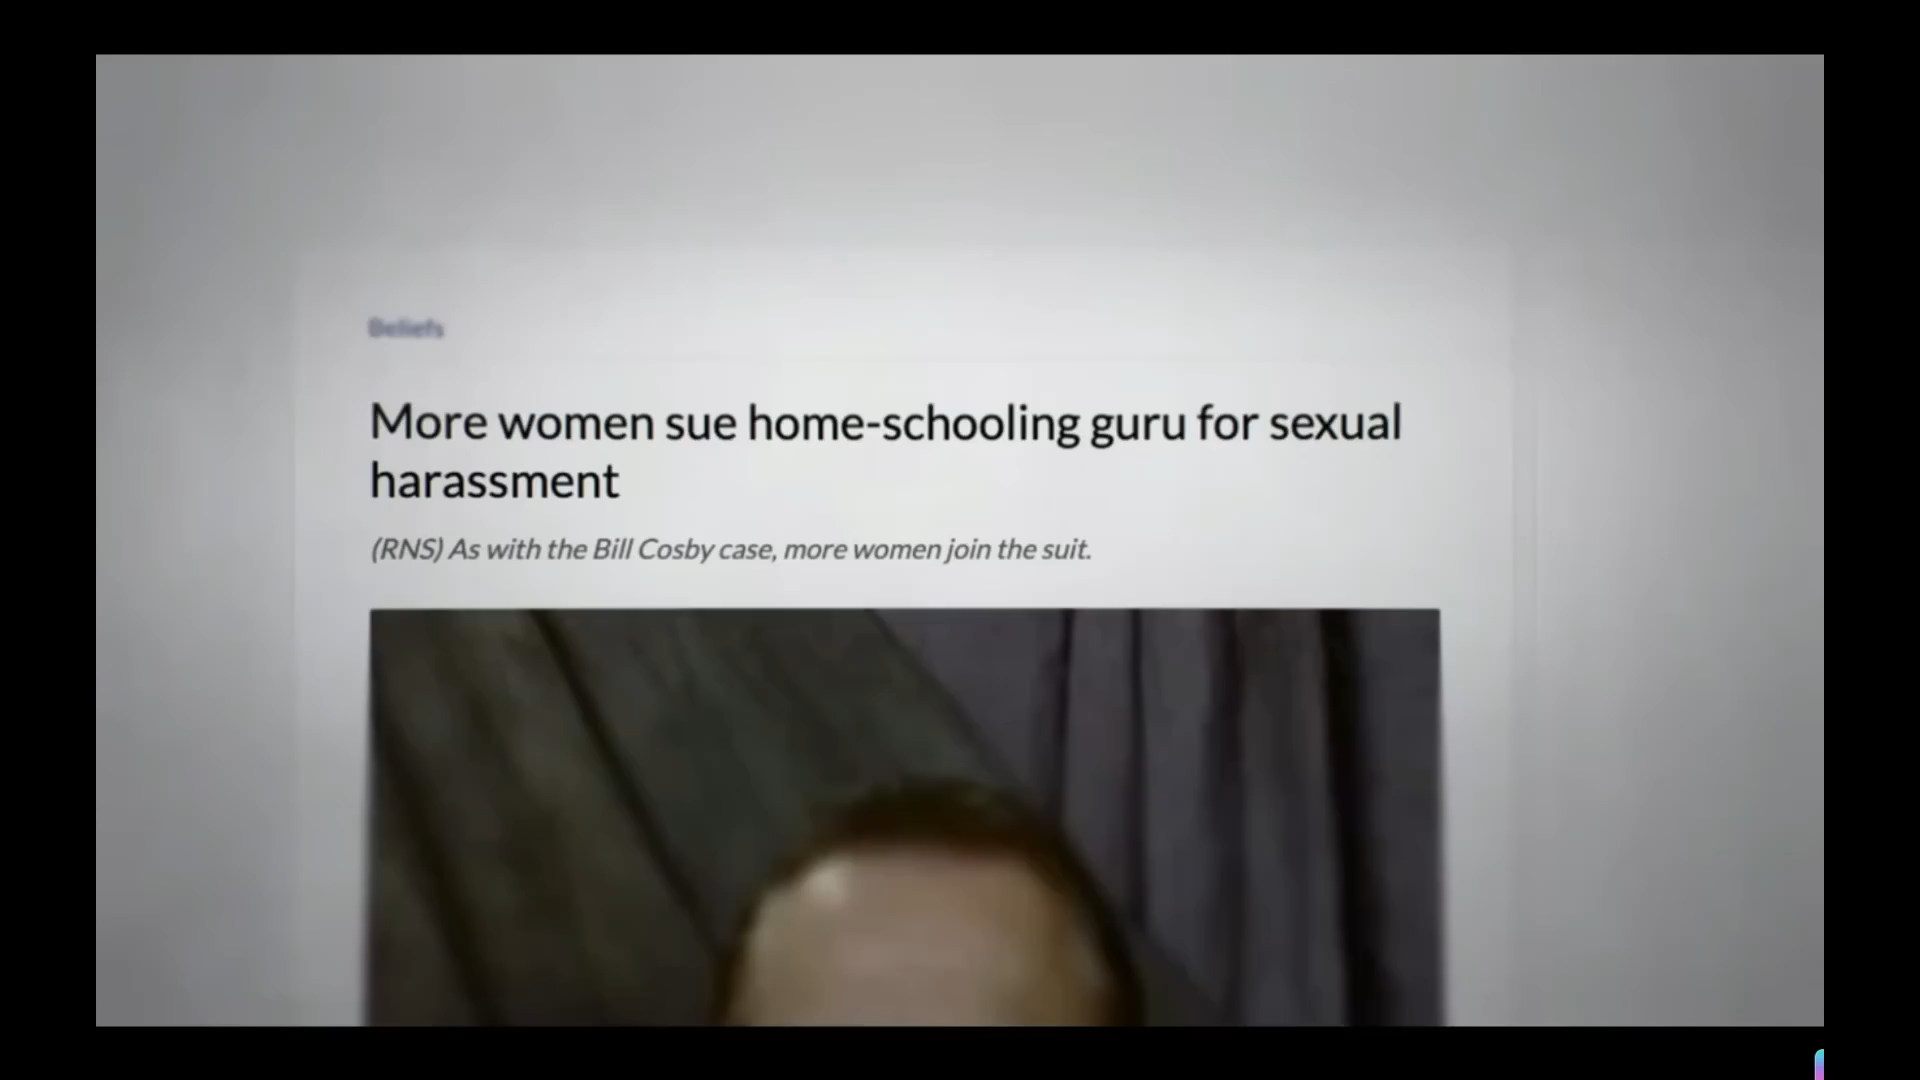 Beliefs
More women sue home-schooling guru for sexual
harassment
(RNS) As with the Bill Cosby case, more women join the suit.